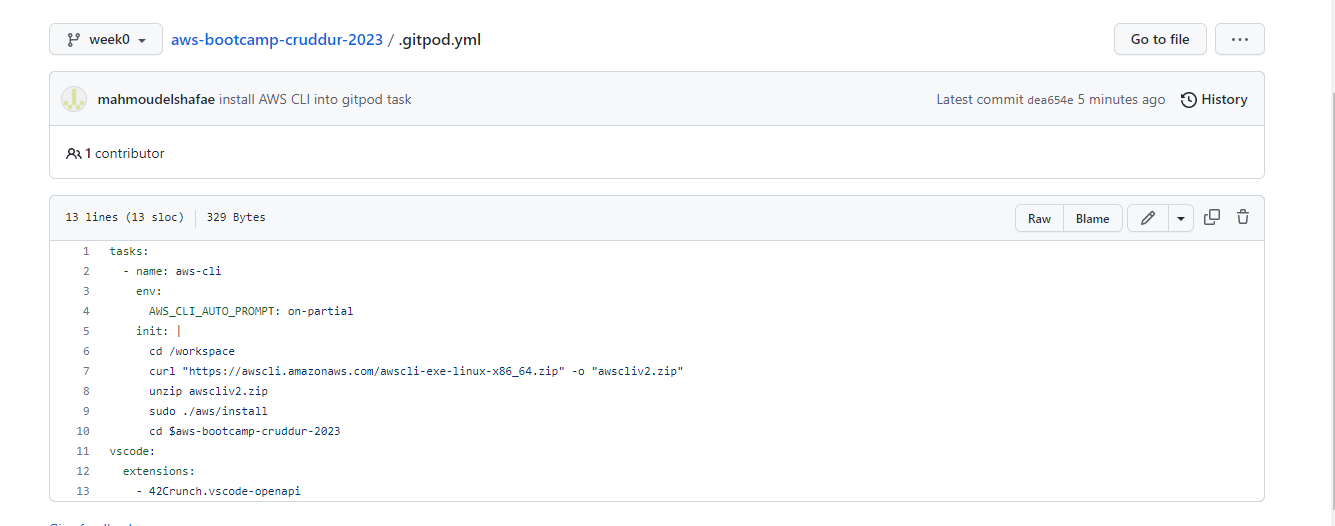 week0 aws-bootcamp-cruddur-2023 / .gitpod.yml Go to file ...
mahmoudelshafae install AWS CLI into gitpod task Latest commit dea654e 5 minutes ago History
1 contributor
13 lines (13 sloc) 329 Bytes Raw Blame
1 tasks:
2 - name: aws-cli
3 env:
4 AWS_CLI_AUTO_PROMPT: on-partial
5 init: |
6 cd /workspace
7 curl "https://awscli.amazonaws.com/awscli-exe-linux-x86_64.zip" -o "awscliv2.zip"
8 unzip awscliv2.zip
9 sudo ./aws/install
10 cd $aws-bootcamp-cruddur-2023
11 vscode:
12 extensions:
13 - 42Crunch.vscode-openapi